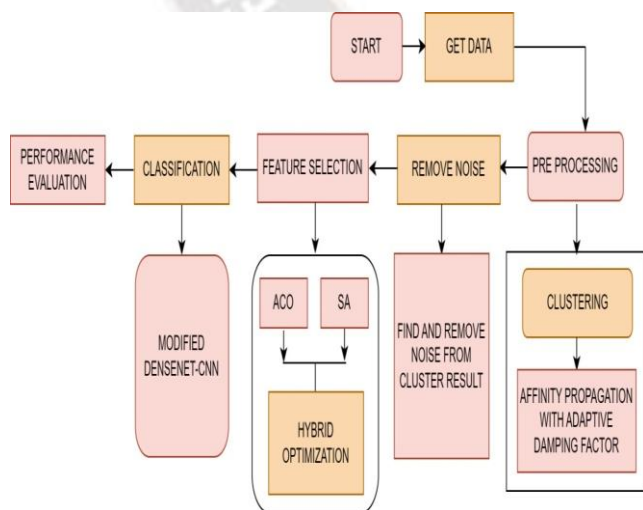 START
GET DATA
PERFORMANCE
EVALUATION
CLASSIFICATION
FEATURE SELECTION
REMOVE NOISE
PRE PROCESSING
MODIFIED
DENSENET-CNN
ACO
SA
HYBRID
OPTIMIZATION
FIND AND REMOVE
NOISE FROM
CLUSTER RESULT
CLUSTERING
AFFINITY PROPAGATION
WITH ADAPTIVE
DAMPING FACTOR